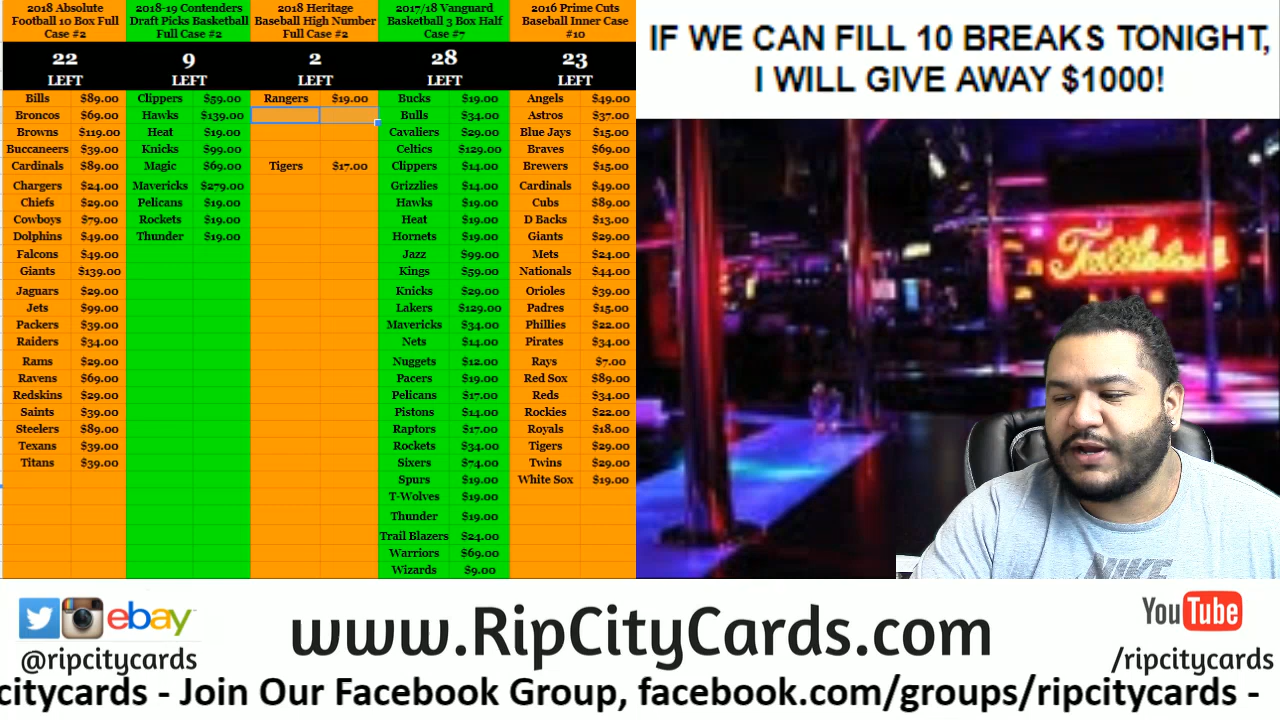 2018 Absolute
Football 10 Box Full
Case #2
22
LEFT
Bills $89.00
Broncos $69.00
Browns $119.00
Buccaneers $39.00
Cardinals $89.00
Chargers $24.00
Chiefs $29.00
Cowboys $79.00
Dolphins $49.00
Falcons $49.00
Giants $139.00
Jaguars $29.00
Jets $99.00
Packers $39.00
Raiders $34.00
Rams $29.00
Ravens $69.00
Redskins $29.00
Saints $39.00
Steelers $89.00
Texans $39.00
Titans $39.00
2018-19 Contenders
Draft Picks Basketball
Full Case #2
9
LEFT
Clippers $59.00
Hawks $139.00
Heat $19.00
Knicks $99.00
Magic $69.00
Mavericks $279.00
Pelicans $19.00
Rockets $19.00
Thunder $19.00
2018 Heritage
Baseball High Number
Full Case #2
2
LEFT
Rangers $19.00
Tigers $17.00
2017/18 Vanguard
Basketball 3 Box Half
Case #7
28
LEFT
Bucks $19.00
Bulls $34.00
Cavaliers $29.00
Celtics $129.00
Clippers $14.00
Grizzlies $14.00
Hawks $19.00
Heat $19.00
Hornets $19.00
Jazz $99.00
Kings $59.00
Knicks $29.00
Lakers $129.00
Mavericks $34.00
Nets $14.00
Nuggets $12.00
Pacers $19.00
Pelicans $17.00
Pistons $14.00
Raptors $17.00
Rockets $34.00
Sixers $74.00
Spurs $19.00
T-Wolves $19.00
Thunder $19.00
Trail Blazers $24.00
Warriors $69.00
Wizards $9.00
2016 Prime Cuts
Baseball Inner Case
#10
23
LEFT
Angels $49.00
Astros $37.00
Blue Jays $15.00
Braves $69.00
Brewers $15.00
Cardinals $49.00
Cubs $89.00
D Backs $13.00
Giants $29.00
Mets $24.00
Nationals $44.00
Orioles $39.00
Padres $15.00
Phillies $22.00
Pirates $34.00
Rays $7.00
Red Sox $89.00
Reds $34.00
Rockies $22.00
Royals $18.00
Tigers $29.00
Twins $29.00
White Sox $19.00
IF WE CAN FILL 10 BREAKS TONIGHT,
I WILL GIVE AWAY $1000!
NIKE
ebay
@ripcitycards
www.RipCityCards.com
YouTube
/ripcitycards
citycards - Join Our Facebook Group, facebook.com/groups/ripcitycards -